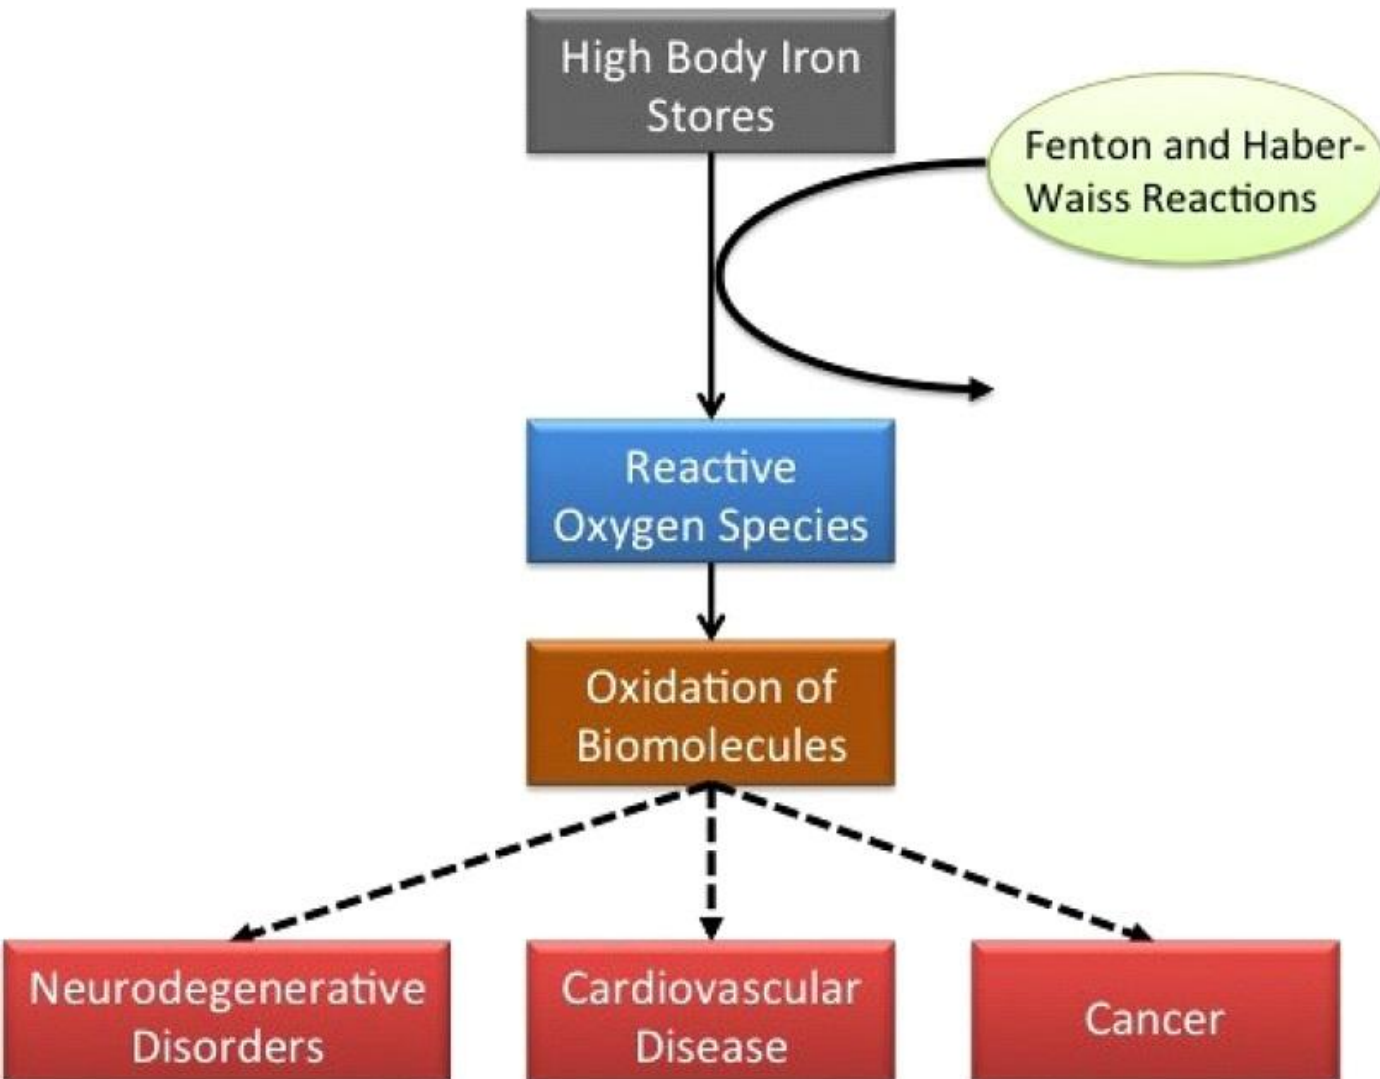 High Body Iron
Stores
Fenton and Haber-
Waiss Reactions
Reactive
Oxygen Species
Oxidation of
Biomolecules
Neurodegenerative
Disorders
Cardiovascular
Disease
Cancer